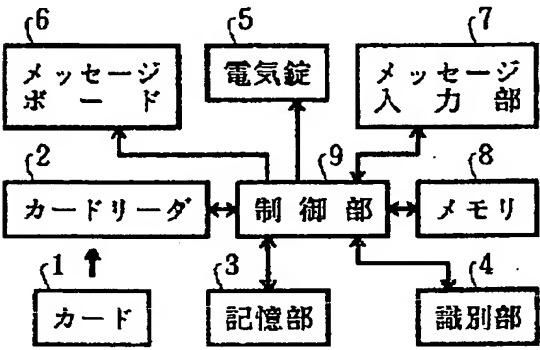 6
5
7
メッセージ
ボード
電気錠
メッセージ
入力部
2
9
8
カードリーダ
制御部
メモリ
1
3
4
カード
記憶部
識別部